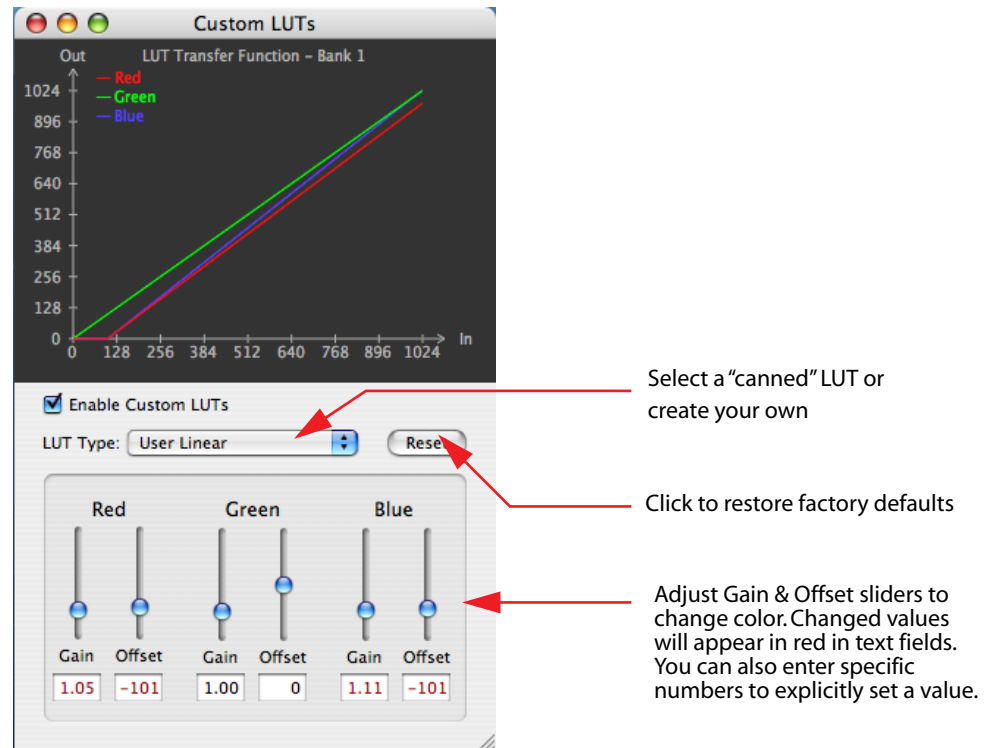 Custom LUTs
Out LUT Transfer Function – Bank 1
Red
Green
Blue
1024
896
768
640
512
384
256
128
0
0 128 256 384 512 640 768 896 1024 In
Enable Custom LUTs
LUT Type: User Linear Reset
Red Green Blue
Gain Offset Gain Offset Gain Offset
1.05 -101 1.00 0 1.11 -101
Select a “canned” LUT or
create your own
Click to restore factory defaults
Adjust Gain & Offset sliders to
change color. Changed values
will appear in red in text fields.
You can also enter specific
numbers to explicitly set a value.